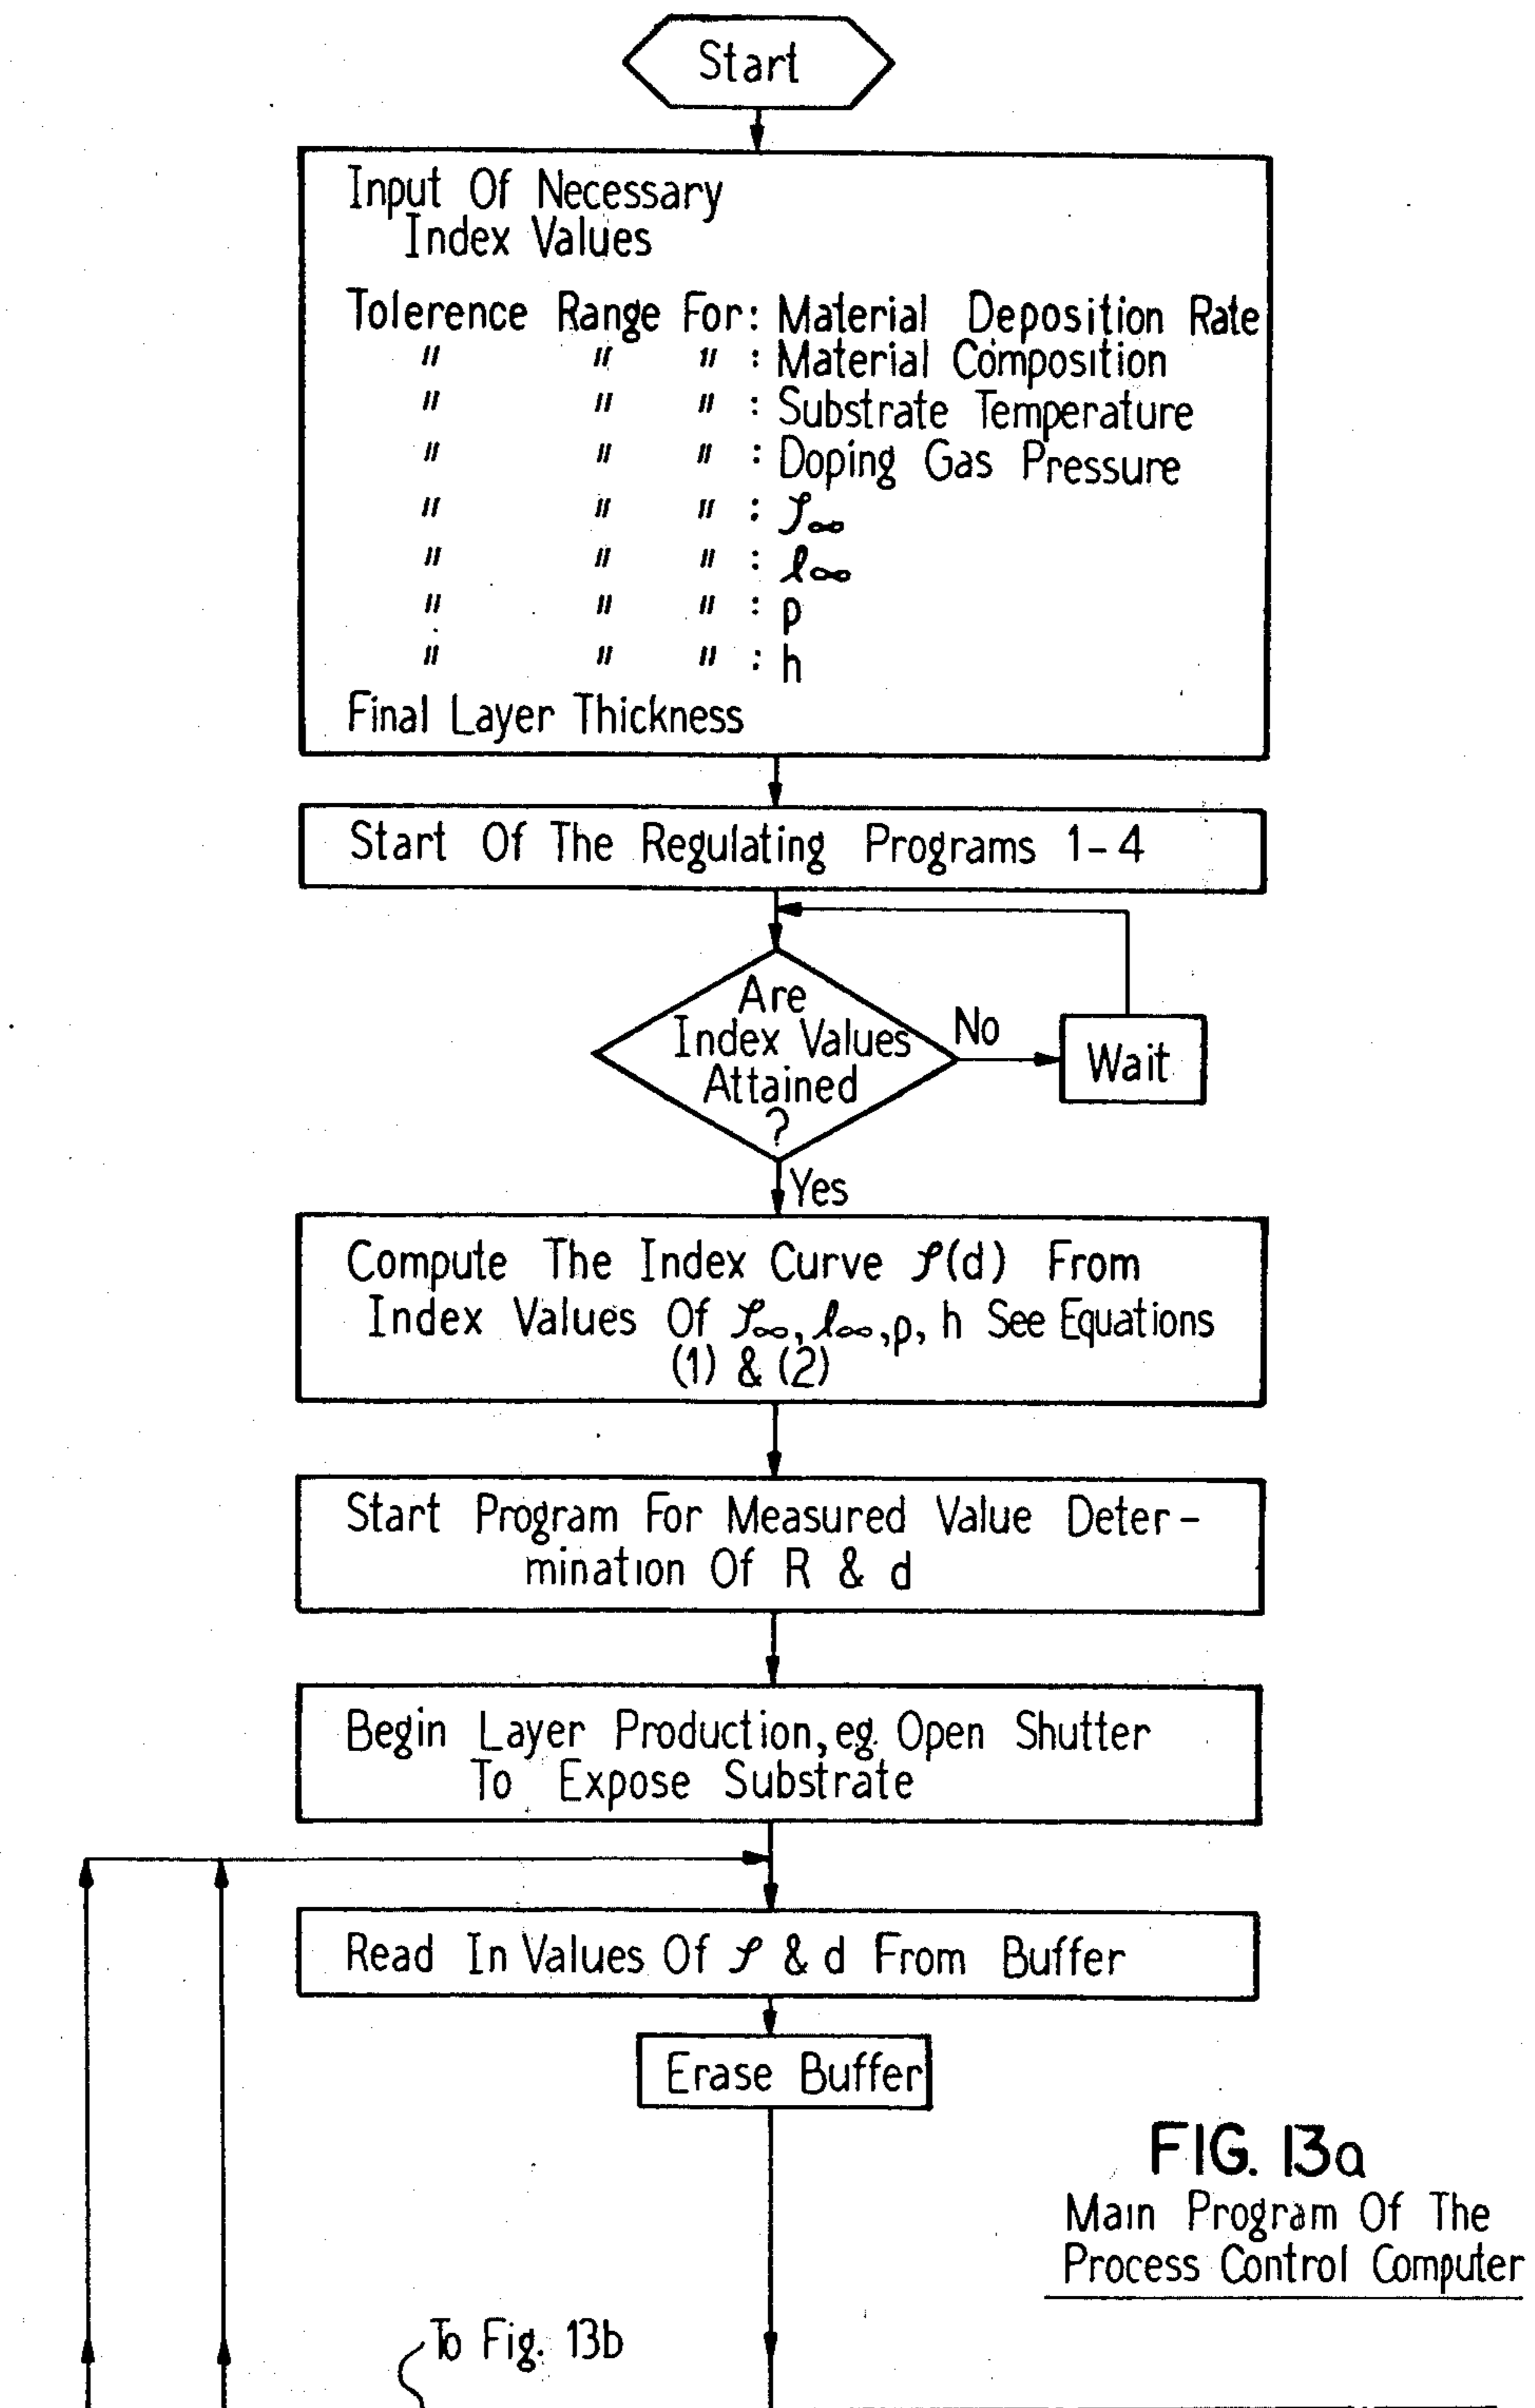 Start
Input Of Necessary
Index Values
Tolerence Range For: Material Deposition Rate
" " " : Material Composition
" " " : Substrate Temperature
" " " : Doping Gas Pressure
" " " : ρ∞
" " " : ℓ∞
" " " : p
" " " : h
Final Layer Thickness
Start Of The Regulating Programs 1-4
Are
Index Values
Attained
?
No
Wait
Yes
Compute The Index Curve ρ(d) From
Index Values Of ρ∞, ℓ∞, p, h See Equations
(1) & (2)
Start Program For Measured Value Deter-
mination Of R & d
Begin Layer Production, eg. Open Shutter
To Expose Substrate
Read In Values Of ρ & d From Buffer
Erase Buffer
FIG. 13a
Main Program Of The
Process Control Computer
To Fig. 13b